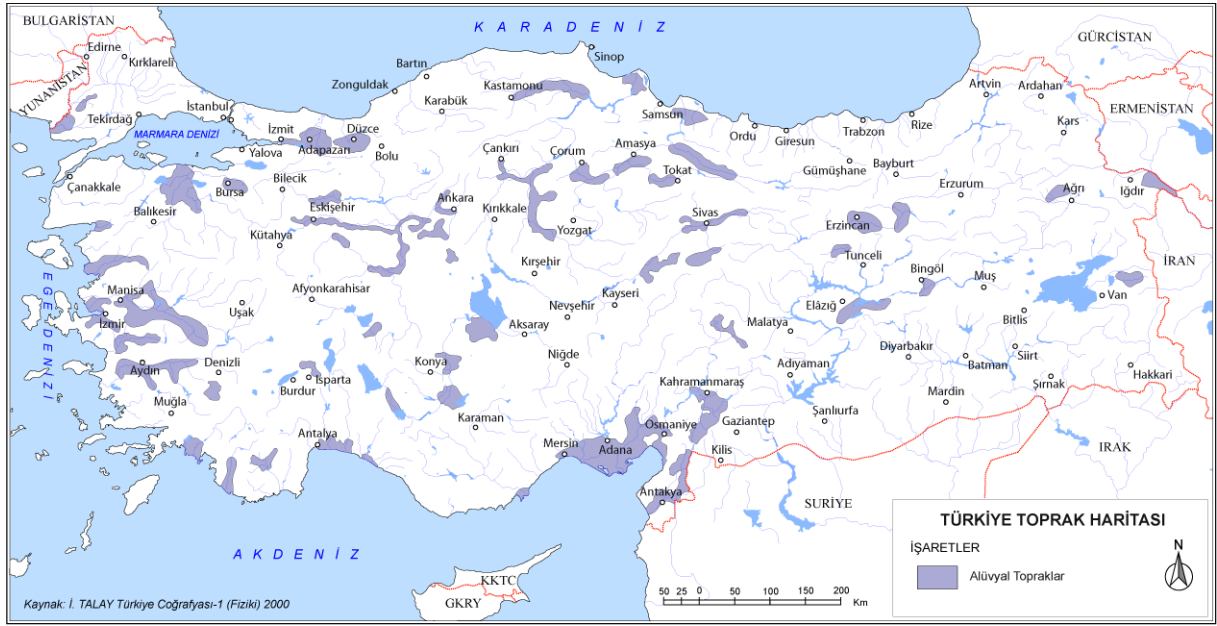 BULGARİSTAN
K A R A D E N İ Z
GÜRCİSTAN
Edirne
Kırklareli
Sinop
YUNANİSTAN
Bartın
Zonguldak
Kastamonu
Artvin
Ardahan
Karabük
ERMENİSTAN
İstanbul
Samsun
Tekirdağ
Rize
Trabzon
Ordu
Giresun
Kars
MARMARA DENİZİ
İzmit
Adapazarı
Düzce
Bolu
Yalova
Çankırı
Çorum
Amasya
Gümüşhane
Bayburt
Tokat
Çanakkale
Bursa
Bilecik
Erzurum
Ağrı
Iğdır
Balıkesir
Eskişehir
Ankara
Kırıkkale
Yozgat
Sivas
Erzincan
Kütahya
Tunceli
İRAN
Kırşehir
Bingöl
Muş
E G E D E N İ Z İ
Manisa
Afyonkarahisar
Uşak
Nevşehir
Kayseri
Elâzığ
Van
İzmir
Aksaray
Malatya
Bitlis
Aydın
Denizli
Konya
Niğde
Adıyaman
Diyarbakır
Batman
Siirt
Burdur
Isparta
Kahramanmaraş
Mardin
Şırnak
Hakkari
Muğla
Karaman
Osmaniye
Gaziantep
Şanlıurfa
Antalya
Mersin
Adana
Kilis
IRAK
Antakya
SURİYE
A K D E N İ Z
KKTC
GKRY
TÜRKİYE TOPRAK HARİTASI
İŞARETLER
Alüvyal Topraklar
N
50 25 0 50 100 150 200
Km
Kaynak: İ. TALAY Türkiye Coğrafyası-1 (Fiziki) 2000